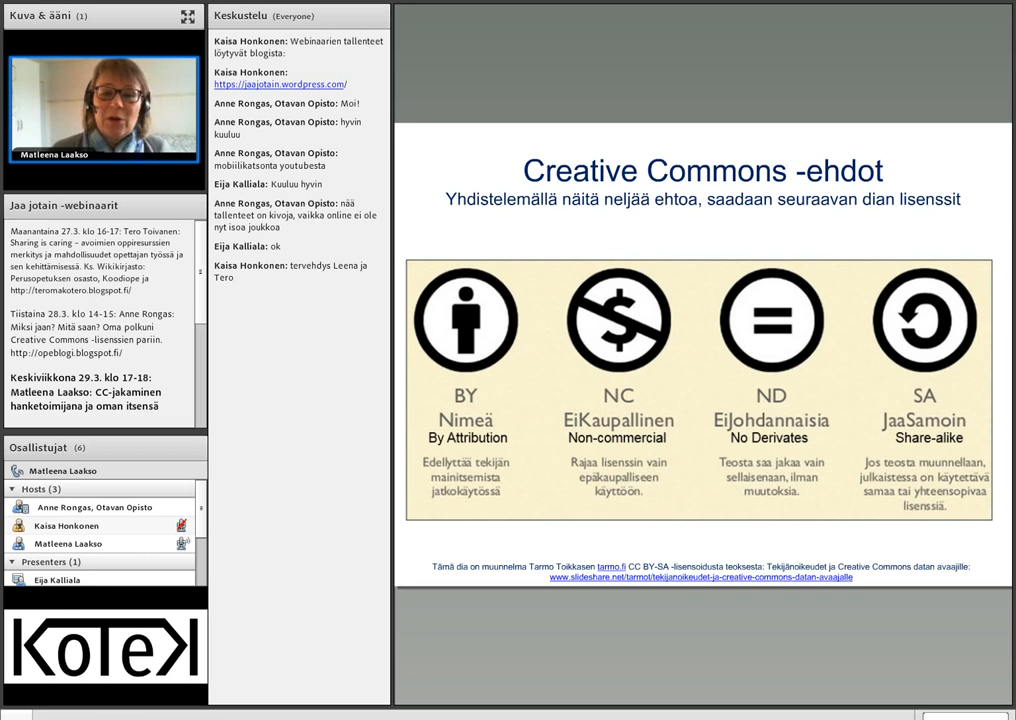 Kuva & ääni (1)
Matleena Laakso
Jaa jotain -webinaarit
Maanantaina 27.3. klo 16-17: Tero Toivanen:
Sharing is caring – avoimien oppiresurssien
merkitys ja mahdollisuudet opettajan työssä ja
sen kehittämisessä. Ks. Wikikirjasto:
Perusopetuksen osasto, Koodiope ja
http://teromakotero.blogspot.fi/
Tiistaina 28.3. klo 14-15: Anne Rongas:
Miksi jaan? Mitä saan? Oma polkuni
Creative Commons -lisenssien pariin.
http://opeblogi.blogspot.fi/
Keskiviikkona 29.3. klo 17-18:
Matleena Laakso: CC-jakaminen
hanketoimijana ja oman itsensä
Osallistujat (6)
Matleena Laakso
Hosts (3)
Anne Rongas, Otavan Opisto
Kaisa Honkonen
Matleena Laakso
Presenters (1)
Eija Kalliala
KoTeK
Keskustelu (Everyone)
Kaisa Honkonen: Webinaarien tallenteet
löytyvät blogista:
Kaisa Honkonen:
https://jaajotain.wordpress.com/
Anne Rongas, Otavan Opisto: Moi!
Anne Rongas, Otavan Opisto: hyvin
kuuluu
Anne Rongas, Otavan Opisto:
mobiilikatsonta youtubesta
Eija Kalliala: Kuuluu hyvin
Anne Rongas, Otavan Opisto: nää
tallenteet on kivoja, vaikka online ei ole
nyt isoa joukkoa
Eija Kalliala: ok
Kaisa Honkonen: tervehdys Leena ja
Tero
Creative Commons -ehdot
Yhdistelemällä näitä neljää ehtoa, saadaan seuraavan dian lisenssit
BY
Nimeä
By Attribution
Edellyttää tekijän
mainitsemista
jatkokäytössä
NC
EiKaupallinen
Non-commercial
Rajaa lisenssin vain
epäkaupalliseen
käyttöön.
ND
EiJohdannaisia
No Derivates
Teosta saa jakaa vain
sellaisenaan, ilman
muutoksia.
SA
JaaSamoin
Share-alike
Jos teosta muunnellaan,
julkaistessa on käytettävä
samaa tai yhteensopivaa
lisenssiä.
Tämä dia on muunnelma Tarmo Toikkasen tarmo.fi CC BY-SA -lisensoidusta teoksesta: Tekijänoikeudet ja Creative Commons datan avaajille:
www.slideshare.net/tarmot/tekijanoikeudet-ja-creative-commons-datan-avaajalle